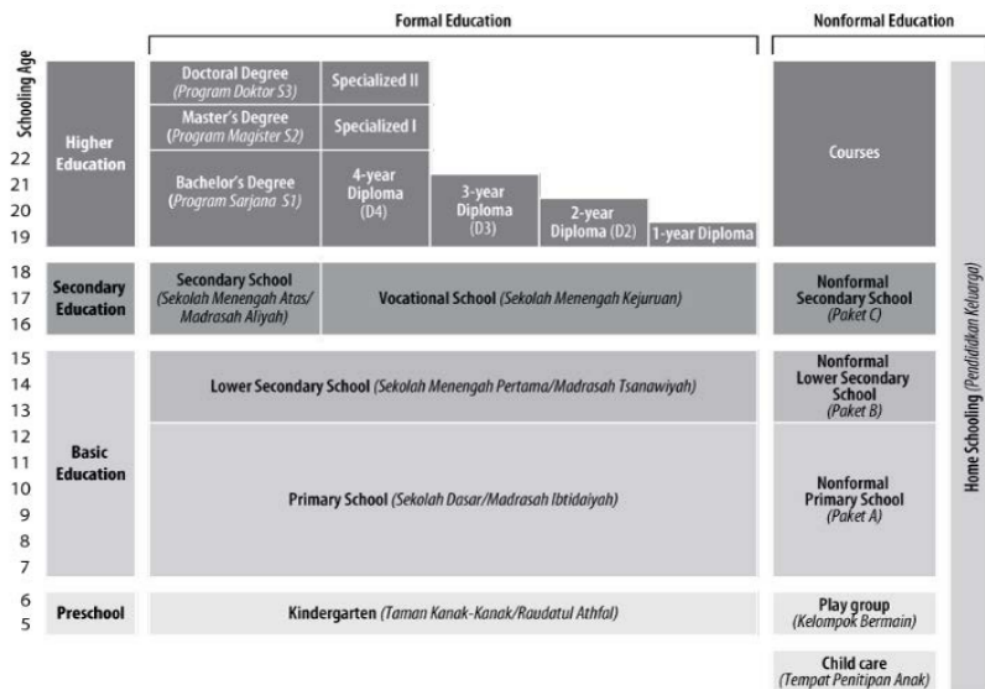 Formal Education
Nonformal Education
Schooling Age
Higher
Education
Doctoral Degree
(Program Doktor S3)
Specialized II
Master's Degree
(Program Magister S2)
Specialized I
Bachelor's Degree
(Program Sarjana S1)
4-year
Diploma
(D4)
3-year
Diploma
(D3)
2-year
Diploma (D2)
1-year Diploma
Courses
22
21
20
19
18
17
16
Secondary
Education
Secondary School
(Sekolah Menengah Atas/
Madrasah Aliyah)
Vocational School (Sekolah Menengah Kejuruan)
Nonformal
Secondary School
(Paket C)
15
14
13
12
11
10
9
8
7
Basic
Education
Lower Secondary School (Sekolah Menengah Pertama/Madrasah Tsanawiyah)
Nonformal
Lower Secondary
School
(Paket B)
Primary School (Sekolah Dasar/Madrasah Ibtidaiyah)
Nonformal
Primary School
(Paket A)
6
5
Preschool
Kindergarten (Taman Kanak-Kanak/Raudatul Athfal)
Play group
(Kelompok Bermain)
Child care
(Tempat Penitipan Anak)
Home Schooling (Pendididkan Keluarga)